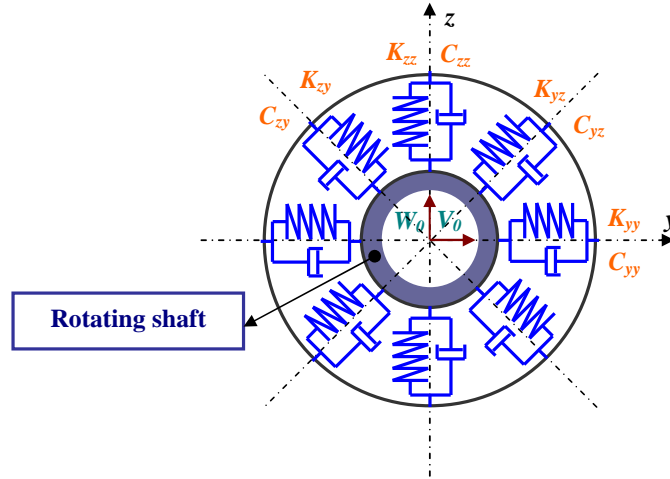 z
K_zz C_zz
K_zy
K_yz
C_zy
C_yz
W_0 V_0
K_yy y
C_yy
Rotating shaft